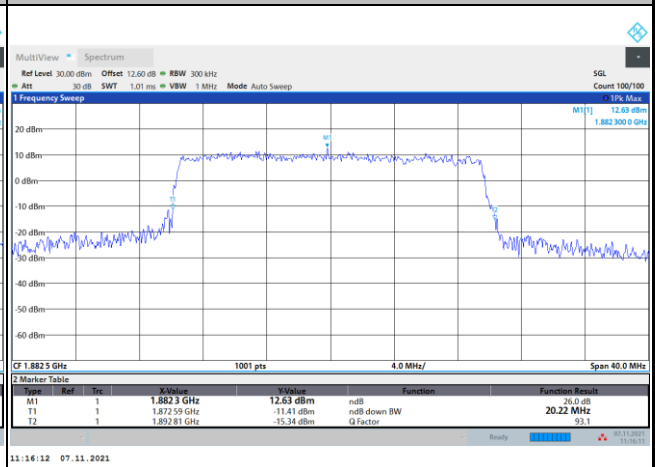 MultiView Spectrum
Ref Level 30.00 dBm Offset 12.60 dB RBW 300 kHz SGL
Att 30 dB SWT 1.01 ms VBW 1 MHz Mode Auto Sweep Count 100/100
1 Frequency Sweep 1Pk Max
M1[1] 12.63 dBm
1.882 300 0 GHz
M1
20 dBm
10 dBm
0 dBm
T1
-10 dBm
T2
-20 dBm
-30 dBm
-40 dBm
-50 dBm
-60 dBm
CF 1.882 5 GHz 1001 pts 4.0 MHz/ Span 40.0 MHz
2 Marker Table
Type Ref Trc X-Value Y-Value Function Function Result
M1 1 1.882 3 GHz 12.63 dBm ndB 26.0 dB
T1 1 1.872 59 GHz -11.41 dBm ndB down BW 20.22 MHz
T2 1 1.892 81 GHz -15.34 dBm Q Factor 93.1
Ready 07.11.2021
11:16:11
11:16:12 07.11.2021